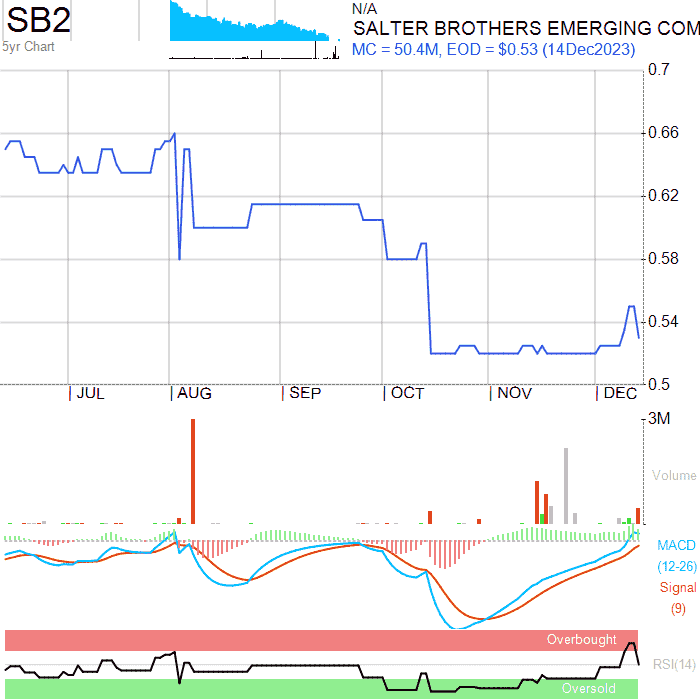 SB2
N/A
SALTER BROTHERS EMERGING COM
5yr Chart
MC = 50.4M, EOD = $0.53 (14Dec2023)
0.7
0.66
0.62
0.58
0.54
0.5
JUL
AUG
SEP
OCT
NOV
DEC
3M
Volume
MACD
(12-26)
Signal
(9)
Overbought
RSI(14)
Oversold